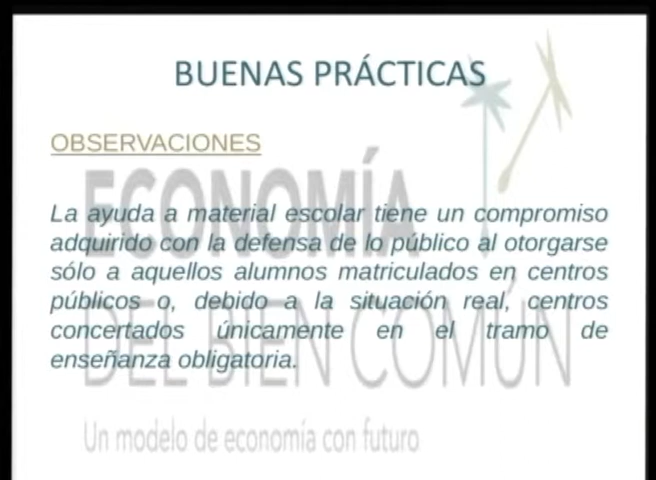 BUENAS PRÁCTICAS
OBSERVACIONES
La ayuda a material escolar tiene un compromiso
adquirido con la defensa de lo público al otorgarse
sólo a aquellos alumnos matriculados en centros
públicos o, debido a la situación real, centros
concertados únicamente en el tramo de
enseñanza obligatoria.
ECONOMÍA
DEL BIEN COMÚN
Un modelo de economía con futuro